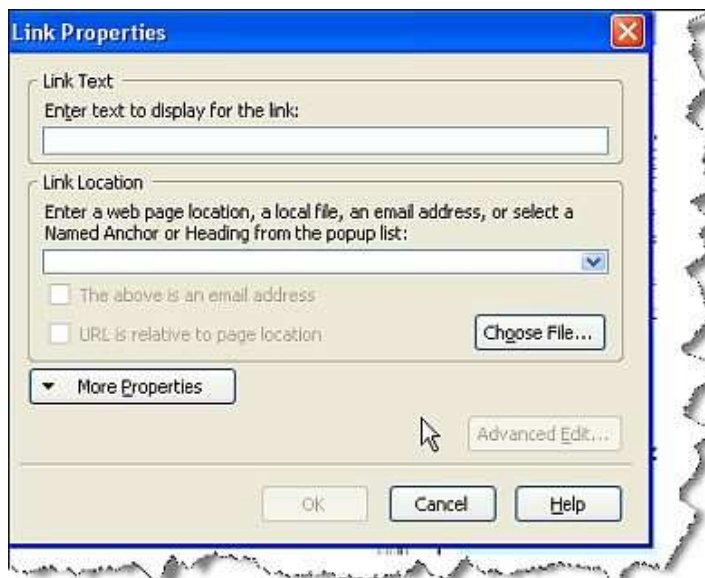 Link Properties
Link Text
Enter text to display for the link:
Link Location
Enter a web page location, a local file, an email address, or select a
Named Anchor or Heading from the popup list:
The above is an email address
URL is relative to page location
Choose File...
More Properties
Advanced Edit...
OK
Cancel
Help